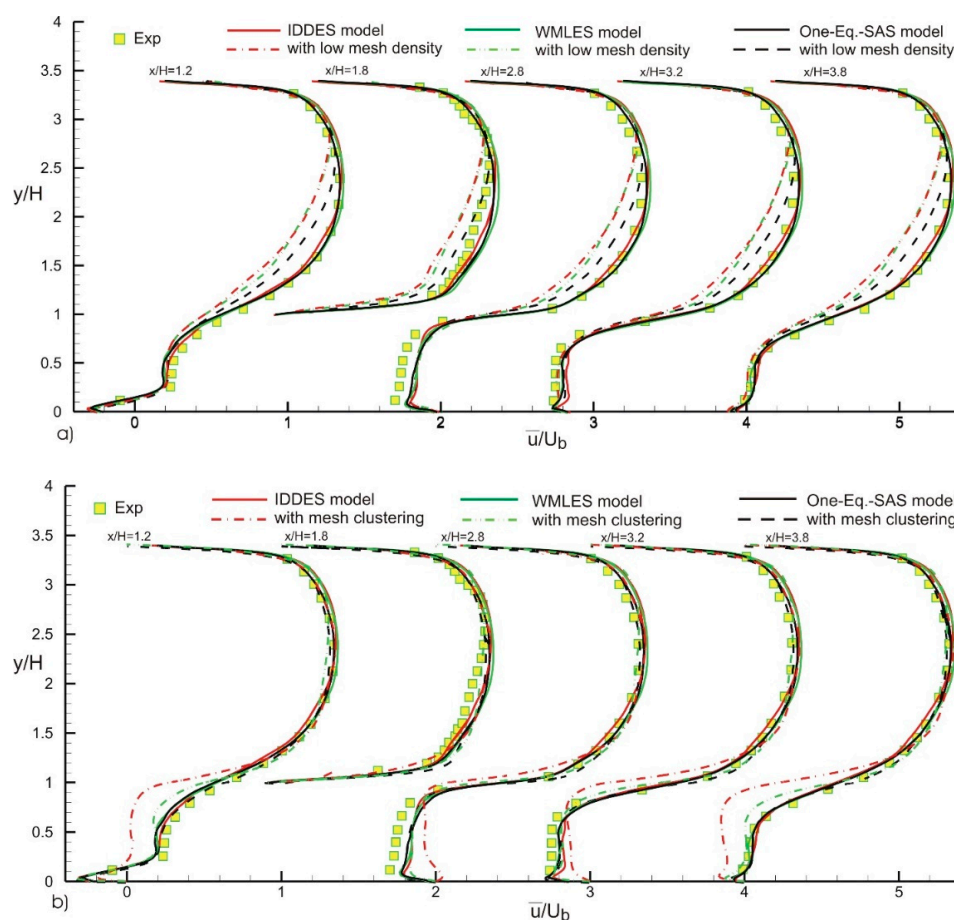 Exp
IDDES model
with low mesh density
WMLES model
with low mesh density
One-Eq.-SAS model
with low mesh density
x/H=1.2
x/H=1.8
x/H=2.8
x/H=3.2
x/H=3.8
4
3.5
3
2.5
y/H
2
1.5
1
0.5
0
0 1 2 3 4 5
a)
u̅/U_b
Exp
IDDES model
with mesh clustering
WMLES model
with mesh clustering
One-Eq.-SAS model
with mesh clustering
x/H=1.2
x/H=1.8
x/H=2.8
x/H=3.2
x/H=3.8
4
3.5
3
2.5
y/H
2
1.5
1
0.5
0
0 1 2 3 4 5
b)
u̅/U_b